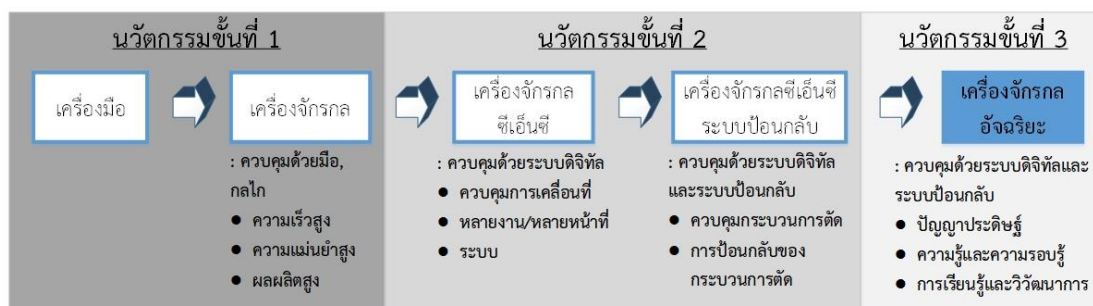 นวัตกรรมขั้นที่ 1
เครื่องมือ
เครื่องจักรกล
: ควบคุมด้วยมือ,
กลไก
● ความเร็วสูง
● ความแม่นยำสูง
● ผลผลิตสูง
นวัตกรรมขั้นที่ 2
เครื่องจักรกล
ซีเอ็นซี
: ควบคุมด้วยระบบดิจิทัล
● ควบคุมการเคลื่อนที่
● หลายงาน/หลายหน้าที่
● ระบบ
เครื่องจักรกลซีเอ็นซี
ระบบป้อนกลับ
: ควบคุมด้วยระบบดิจิทัล
และระบบป้อนกลับ
● ควบคุมกระบวนการตัด
● การป้อนกลับของ
กระบวนการตัด
นวัตกรรมขั้นที่ 3
เครื่องจักรกล
อัจฉริยะ
: ควบคุมด้วยระบบดิจิทัลและ
ระบบป้อนกลับ
● ปัญญาประดิษฐ์
● ความรู้และความรอบรู้
● การเรียนรู้และวิวัฒนาการ